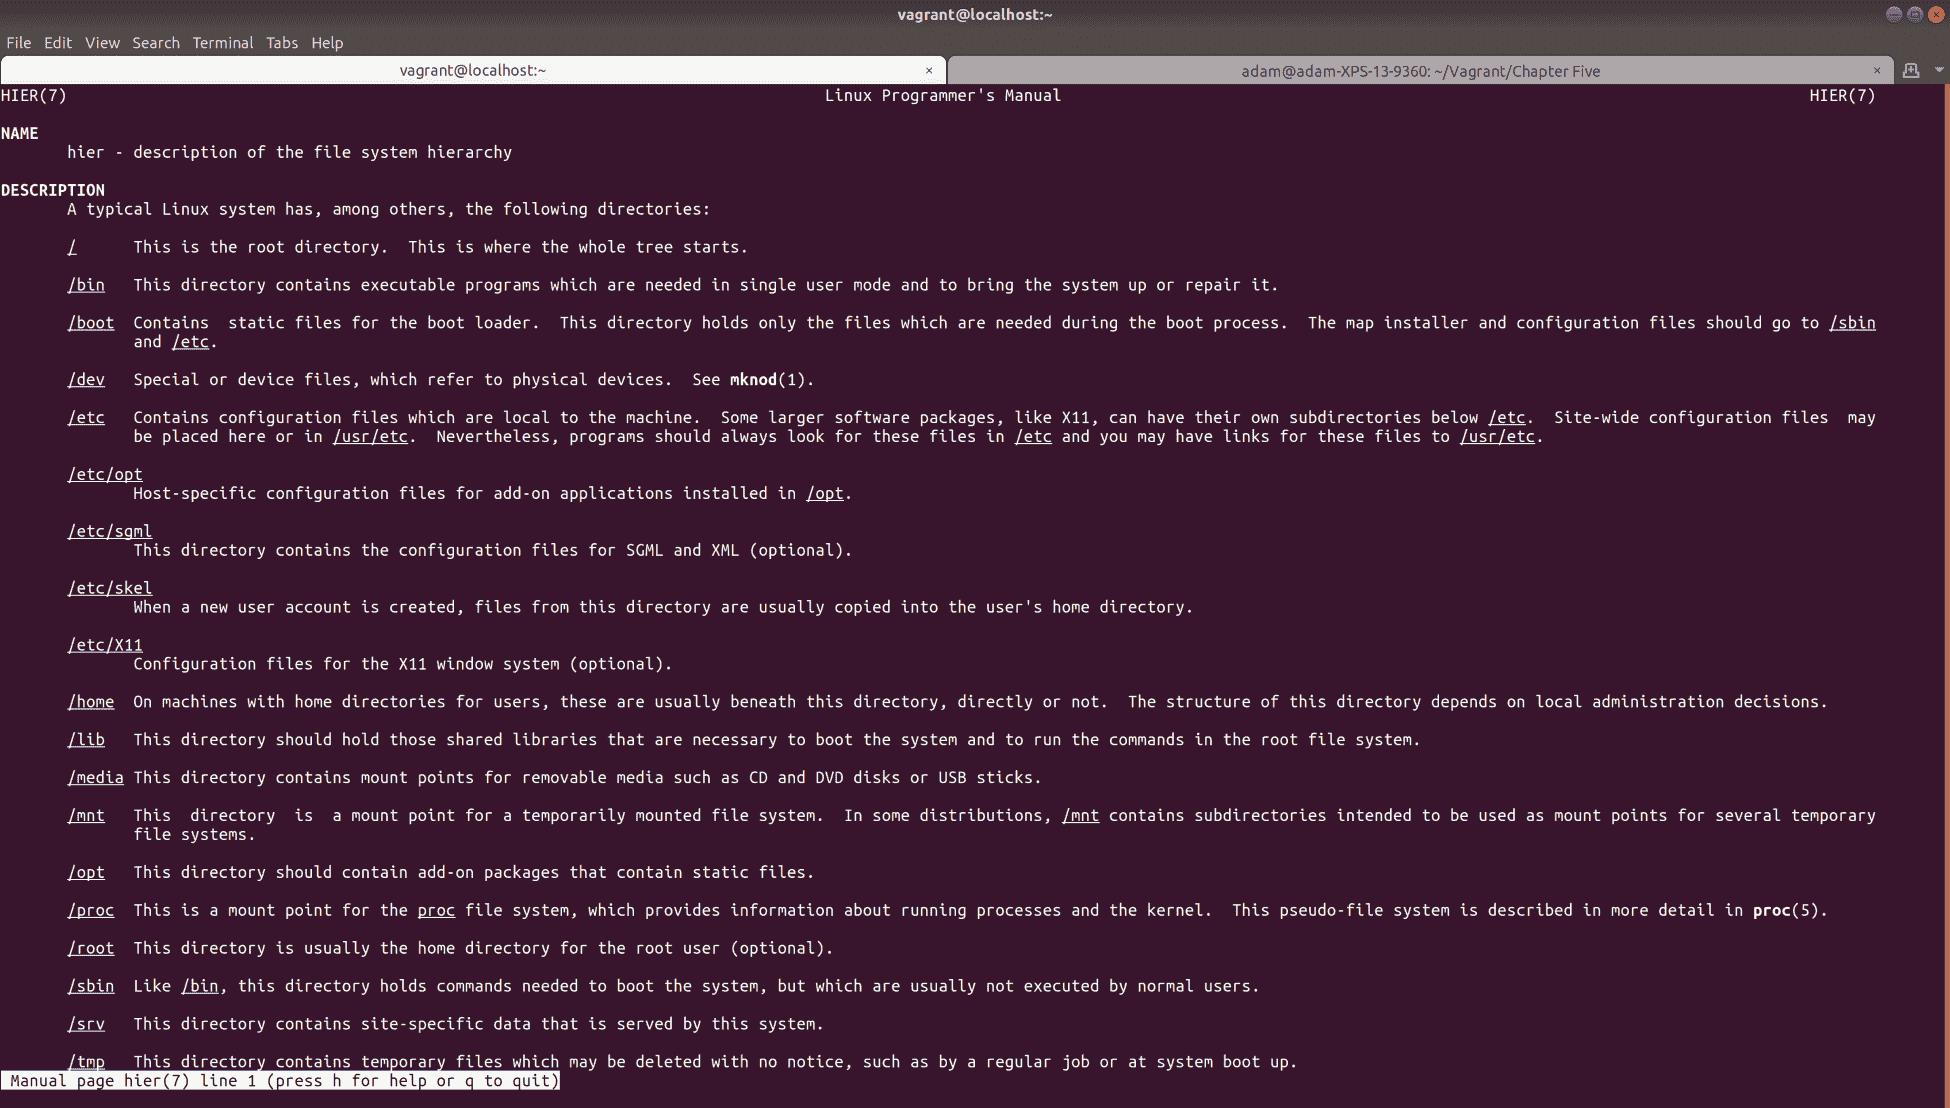 vagrant@localhost:~
File Edit View Search Terminal Tabs Help
vagrant@localhost:~ × adam@adam-XPS-13-9360: ~/Vagrant/Chapter Five ×
HIER(7) Linux Programmer's Manual HIER(7)
NAME
hier - description of the file system hierarchy
DESCRIPTION
A typical Linux system has, among others, the following directories:
/ This is the root directory.  This is where the whole tree starts.
/bin This directory contains executable programs which are needed in single user mode and to bring the system up or repair it.
/boot Contains  static files for the boot loader.  This directory holds only the files which are needed during the boot process.  The map installer and configuration files should go to /sbin
and /etc.
/dev Special or device files, which refer to physical devices.  See mknod(1).
/etc Contains configuration files which are local to the machine.  Some larger software packages, like X11, can have their own subdirectories below /etc.  Site-wide configuration files  may
be placed here or in /usr/etc.  Nevertheless, programs should always look for these files in /etc and you may have links for these files to /usr/etc.
/etc/opt
Host-specific configuration files for add-on applications installed in /opt.
/etc/sgml
This directory contains the configuration files for SGML and XML (optional).
/etc/skel
When a new user account is created, files from this directory are usually copied into the user's home directory.
/etc/X11
Configuration files for the X11 window system (optional).
/home On machines with home directories for users, these are usually beneath this directory, directly or not.  The structure of this directory depends on local administration decisions.
/lib This directory should hold those shared libraries that are necessary to boot the system and to run the commands in the root file system.
/media This directory contains mount points for removable media such as CD and DVD disks or USB sticks.
/mnt This  directory  is  a mount point for a temporarily mounted file system.  In some distributions, /mnt contains subdirectories intended to be used as mount points for several temporary
file systems.
/opt This directory should contain add-on packages that contain static files.
/proc This is a mount point for the proc file system, which provides information about running processes and the kernel.  This pseudo-file system is described in more detail in proc(5).
/root This directory is usually the home directory for the root user (optional).
/sbin Like /bin, this directory holds commands needed to boot the system, but which are usually not executed by normal users.
/srv This directory contains site-specific data that is served by this system.
/tmp This directory contains temporary files which may be deleted with no notice, such as by a regular job or at system boot up.
Manual page hier(7) line 1 (press h for help or q to quit)